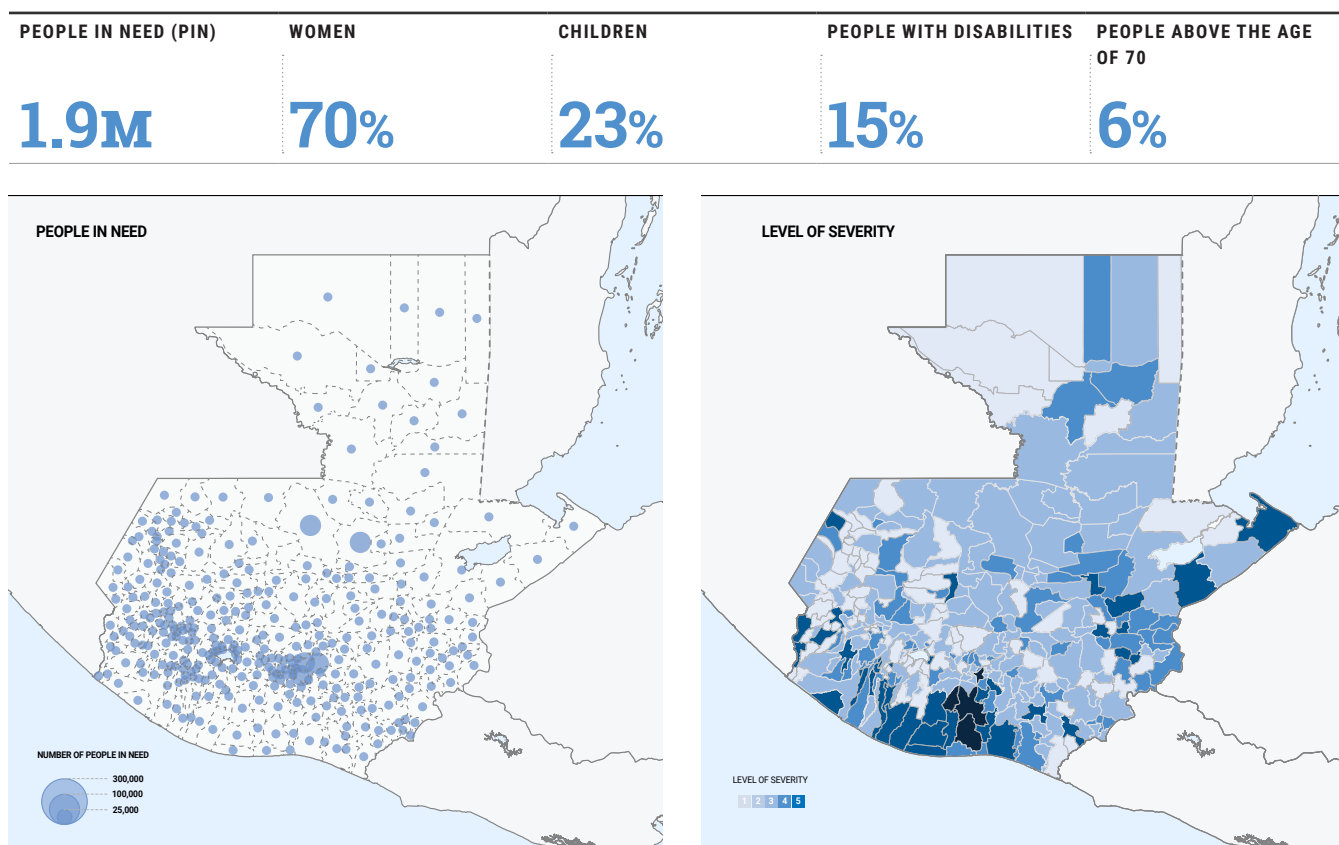 PEOPLE IN NEED (PIN)
1.9M
WOMEN
70%
CHILDREN
23%
PEOPLE WITH DISABILITIES
15%
PEOPLE ABOVE THE AGE
OF 70
6%
PEOPLE IN NEED
NUMBER OF PEOPLE IN NEED
300,000
100,000
25,000
LEVEL OF SEVERITY
LEVEL OF SEVERITY
1 2 3 4 5